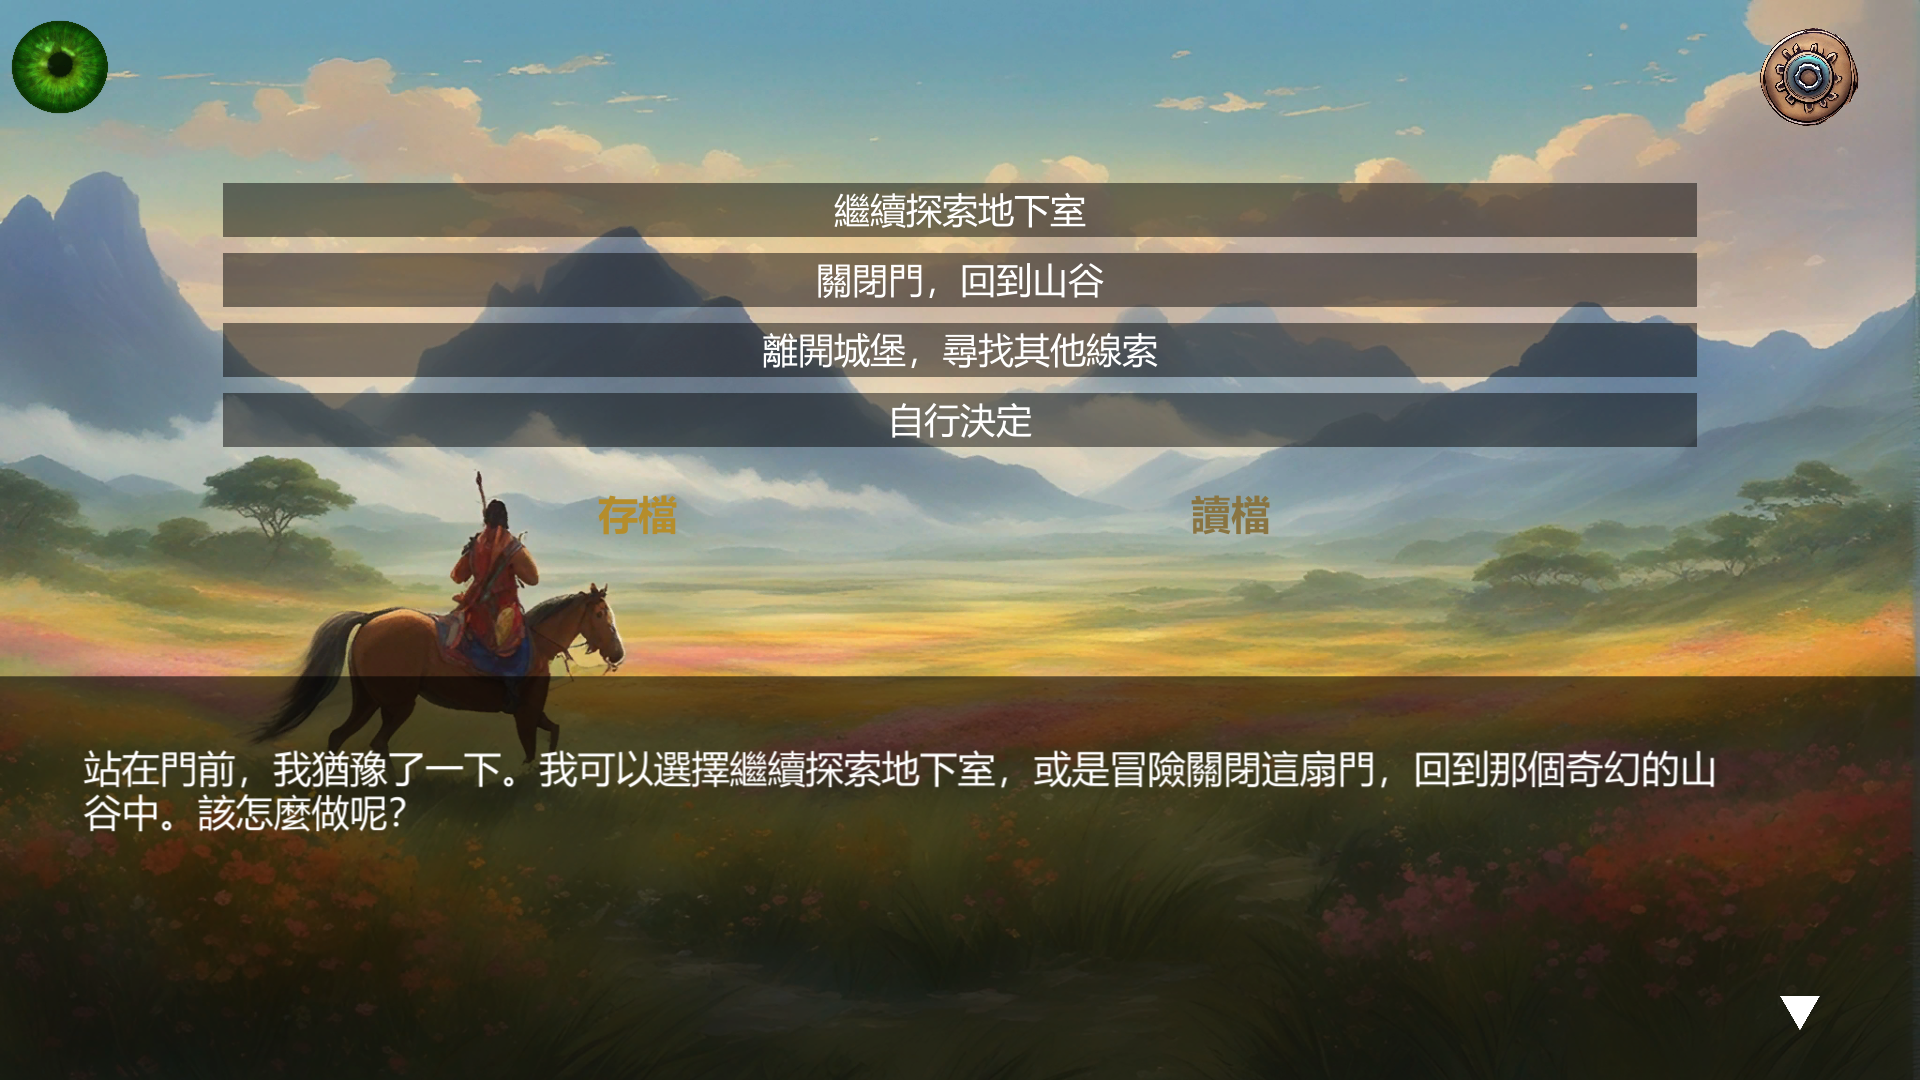 繼續探索地下室
關閉門，回到山谷
離開城堡，尋找其他線索
自行決定
存檔
讀檔
站在門前，我猶豫了一下。我可以選擇繼續探索地下室，或是冒險關閉這扇門，回到那個奇幻的山
谷中。該怎麼做呢？